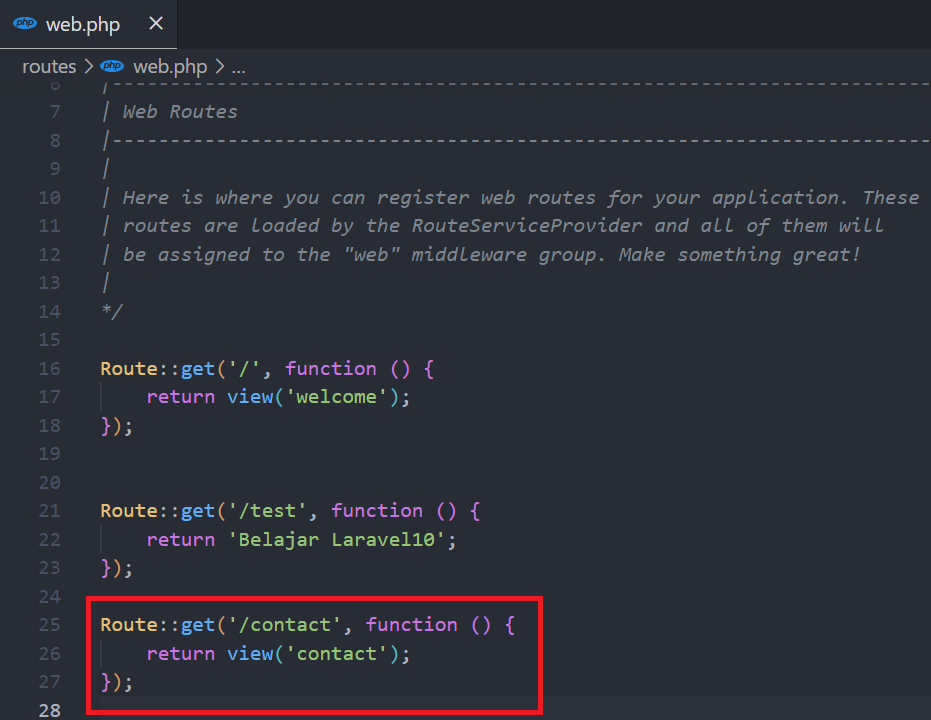 php web.php ×
routes > php web.php > ...
6 |----------------------------------------------------------------------
7 | Web Routes
8 |----------------------------------------------------------------------
9 |
10 | Here is where you can register web routes for your application. These
11 | routes are loaded by the RouteServiceProvider and all of them will
12 | be assigned to the "web" middleware group. Make something great!
13 |
14 */
15
16 Route::get('/', function () {
17     return view('welcome');
18 });
19
20
21 Route::get('/test', function () {
22     return 'Belajar Laravel10';
23 });
24
25 Route::get('/contact', function () {
26     return view('contact');
27 });
28